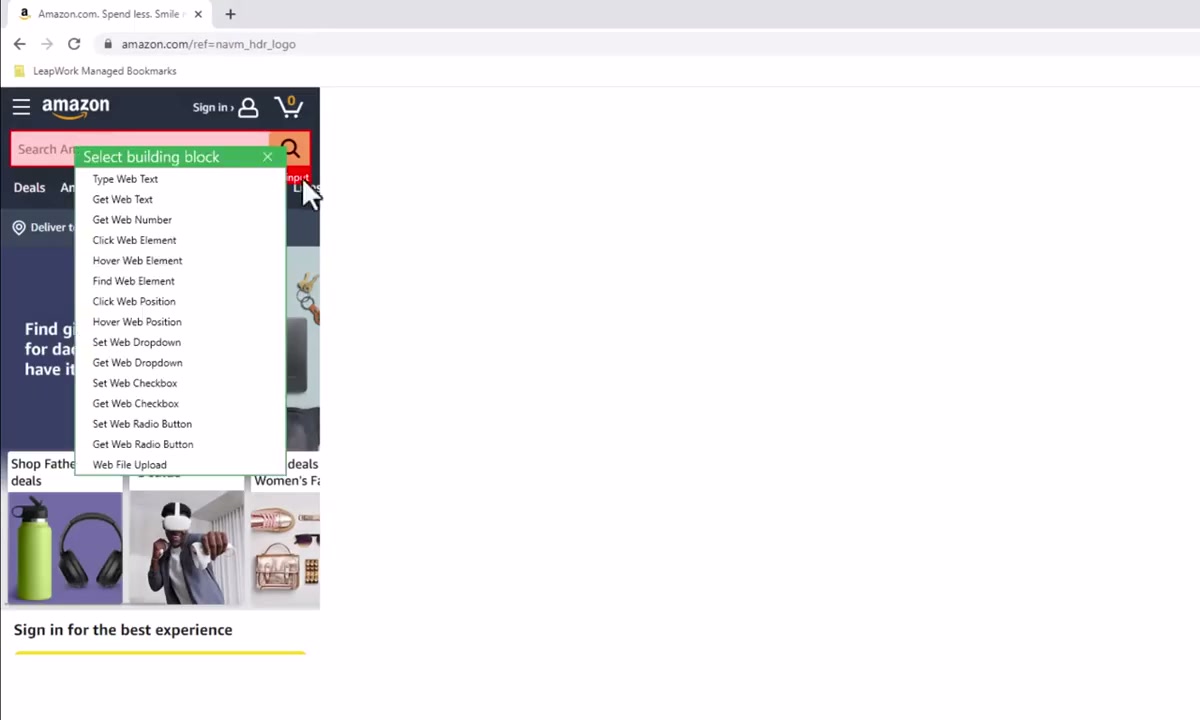 Amazon.com. Spend less. Smile
amazon.com/ref=navm_hdr_logo
LeapWork Managed Bookmarks
amazon
Sign in ›
0
Search Am
Select building block
input
Deals
Deliver t
Type Web Text
Get Web Text
Get Web Number
Click Web Element
Hover Web Element
Find Web Element
Click Web Position
Hover Web Position
Set Web Dropdown
Get Web Dropdown
Set Web Checkbox
Get Web Checkbox
Set Web Radio Button
Get Web Radio Button
Web File Upload
Find gi
for dad
have it
Shop Fathe
deals
deals
Women's Fa
Sign in for the best experience